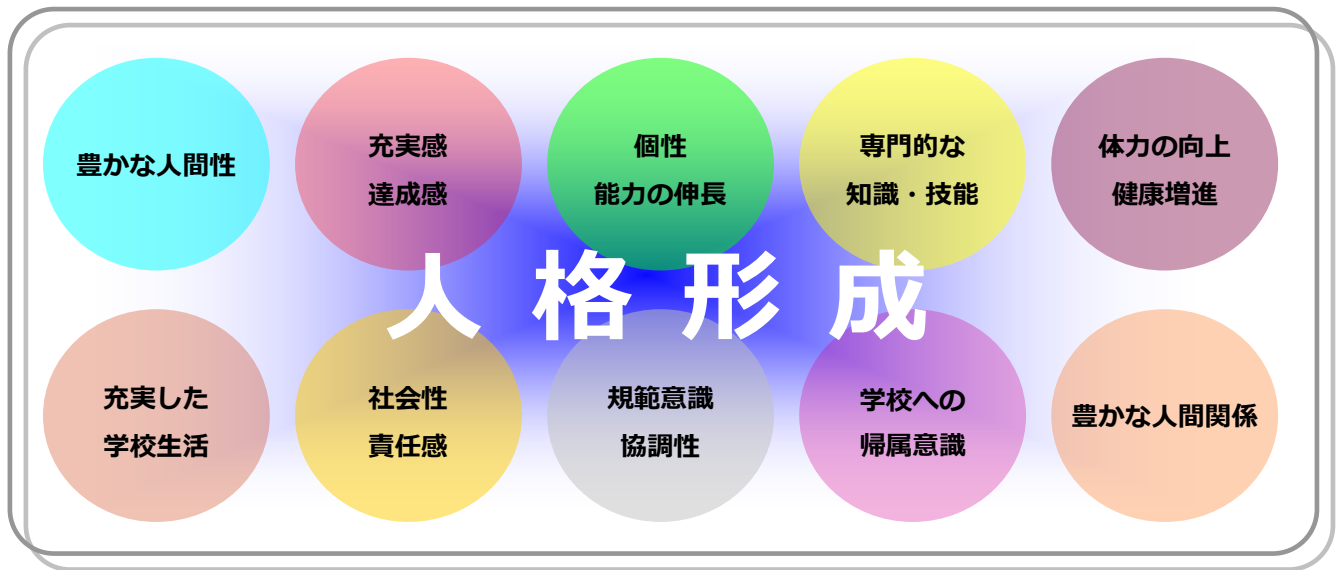 豊かな人間性
充実感
達成感
個性
能力の伸長
専門的な
知識・技能
体力の向上
健康増進
人格形成
充実した
学校生活
社会性
責任感
規範意識
協調性
学校への
帰属意識
豊かな人間関係